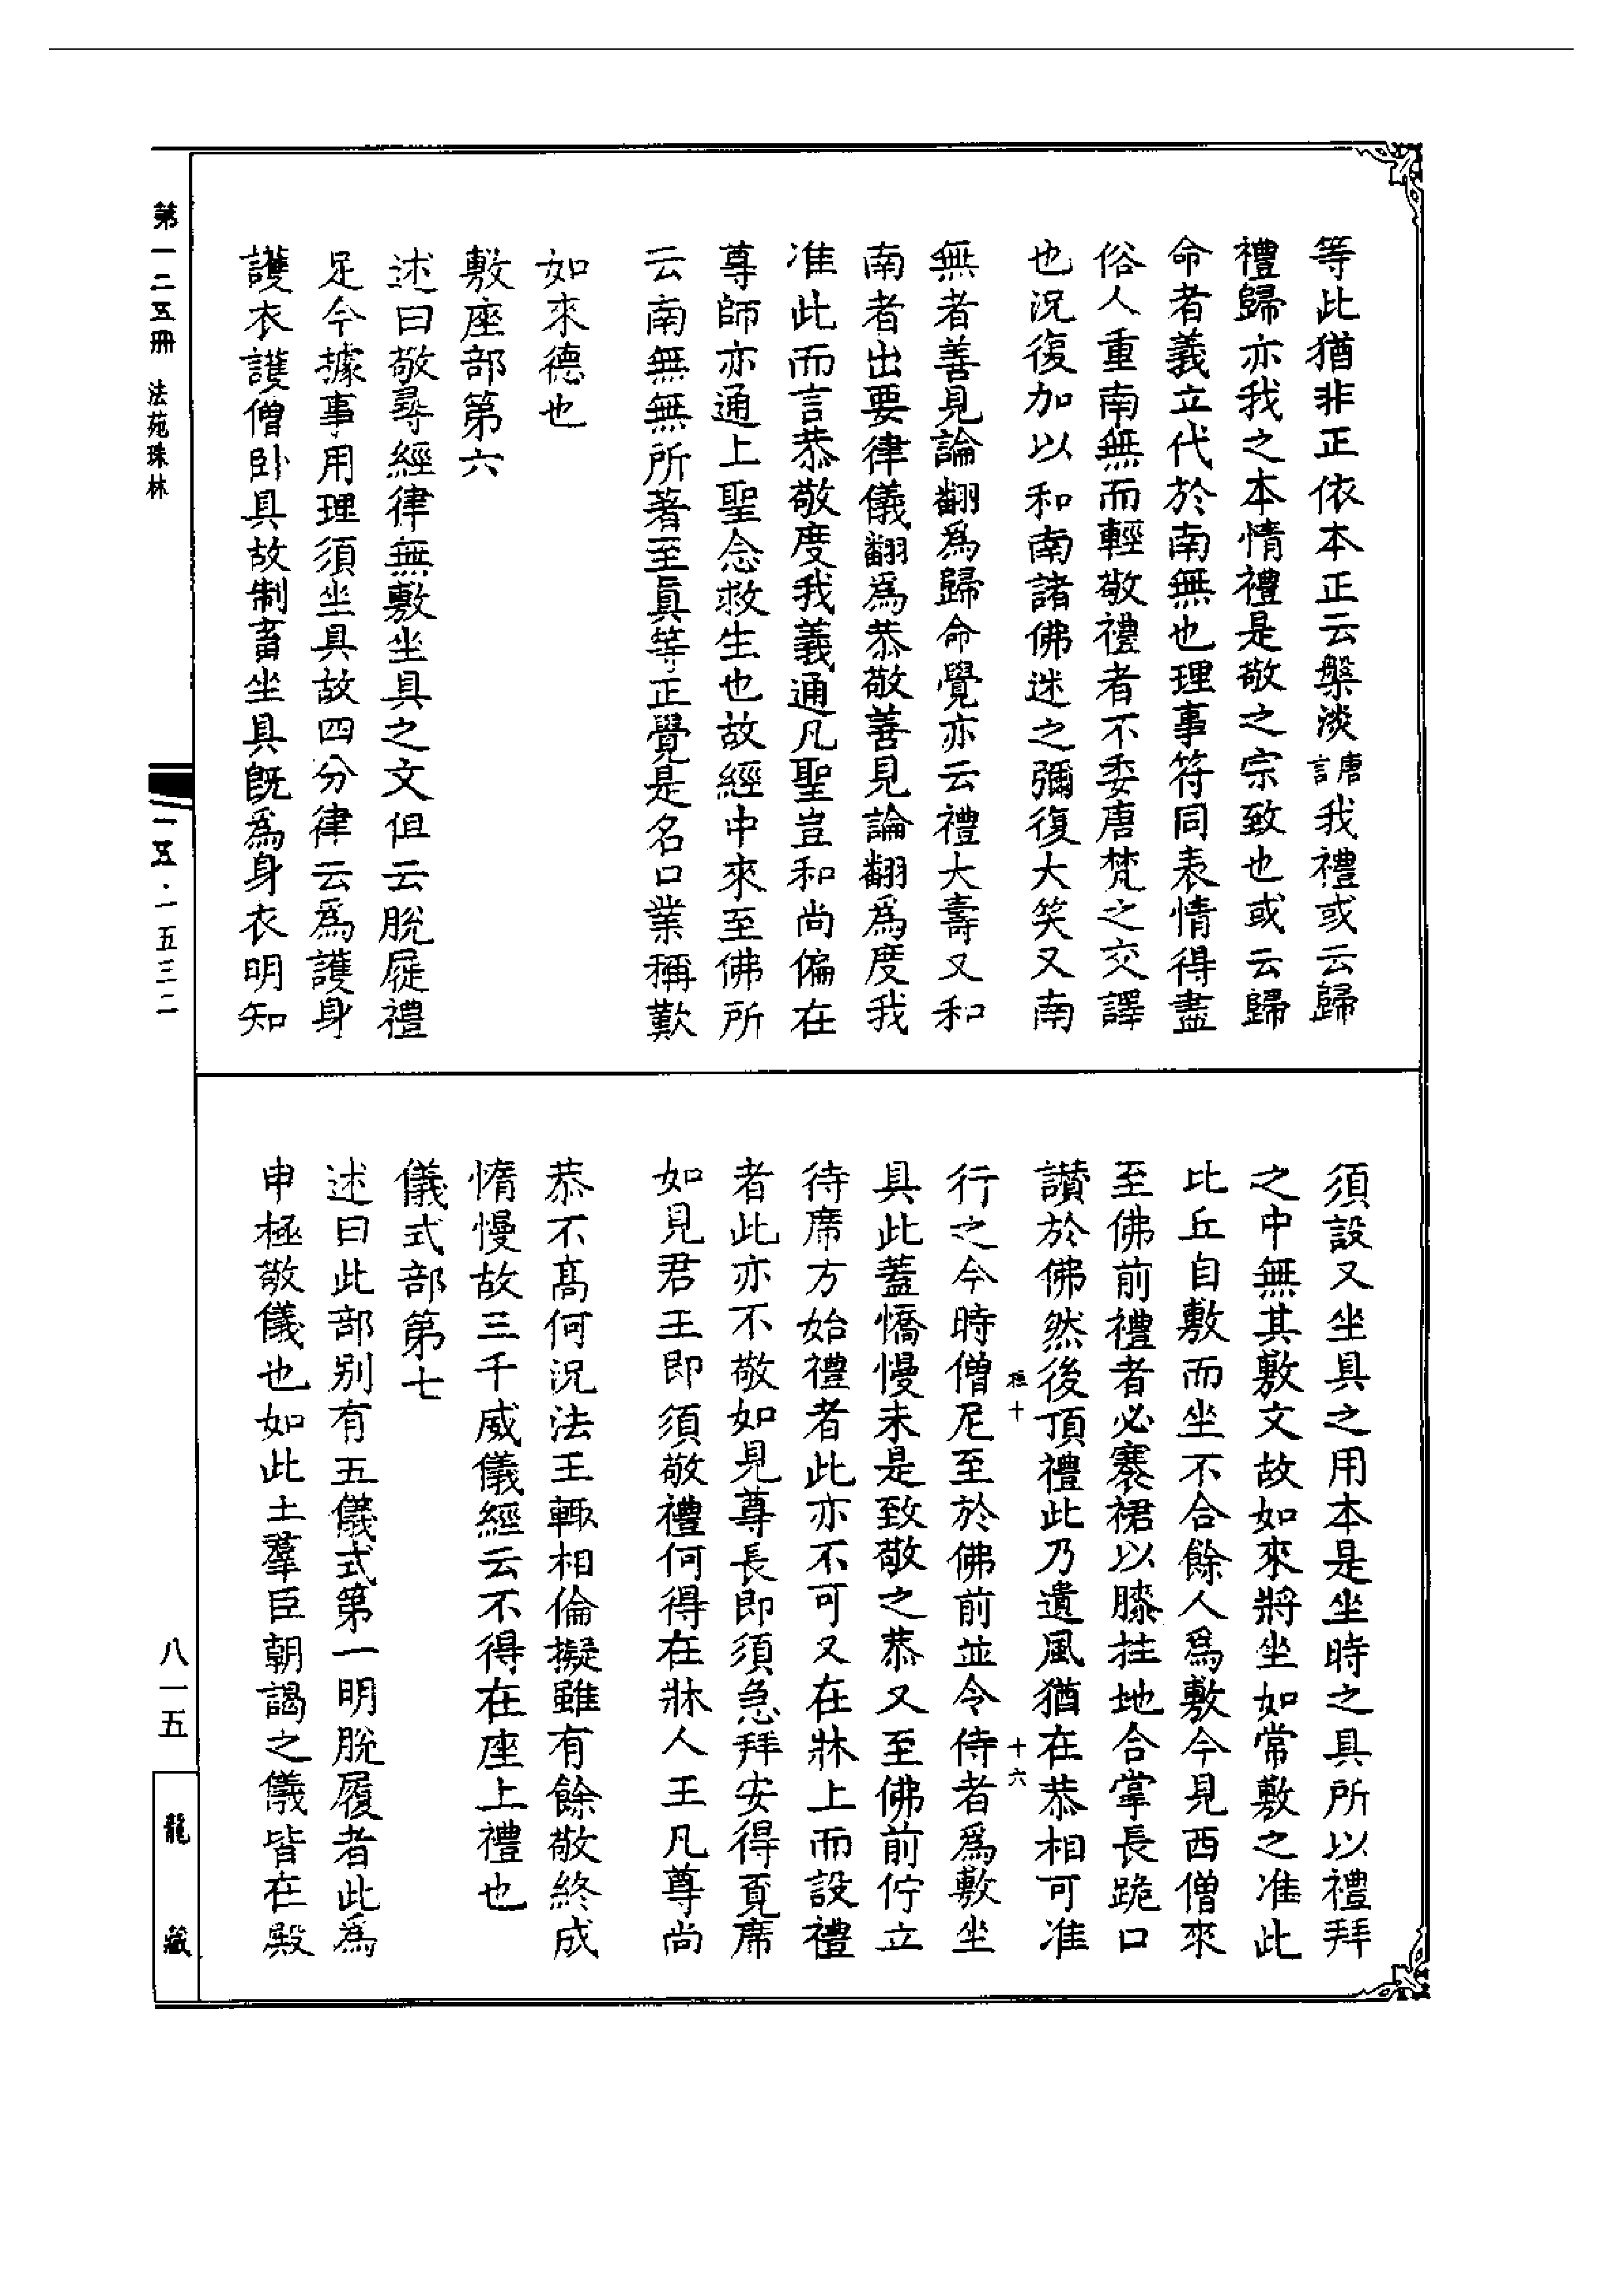 等此猶非正依本正云槃淡唐言我禮或云歸
禮歸亦我之本情禮是敬之宗致也或云歸
命者義立代於南無也理事符同表情得盡
俗人重南無而輕敬禮者不委唐梵之交譯
也況復加以和南諸佛迷之彌復大笑又南
無者善見論翻為歸命覺亦云禮大壽又和
南者出要律儀翻為恭敬善見論翻為度我
准此而言恭敬度我義通凡聖豈和尚偏在
尊師亦通上聖念救生也故經中來至佛所
云南無無所著至眞等正覺是名口業稱歎
如來德也
敷座部第六
述曰敬尋經律無敷坐具之文但云脫屣禮
足今據事用理須坐具故四分律云為護身
護衣護僧卧具故制畜坐具旣為身衣明知
須設又坐具之用本是坐時之具所以禮拜
之中無其敷文故如來將坐如常敷之准此
比丘自敷而坐不合餘人為敷今見西僧來
至佛前禮者必褰裙以膝拄地合掌長跪口
讚於佛然後頂禮此乃遺風猶在恭相可准
十六
行之今時僧尼至於佛前並令侍者為敷坐
具此蓋憍慢未是致敬之恭又至佛前佇立
待席方始禮者此亦不可又在牀上而設禮
者此亦不敬如見尊長即須急拜安得覓席
如見君王即須敬禮何得在牀人王凡尊尚
恭不高何況法王輙相倫擬雖有餘敬終成
惰慢故三千威儀經云不得在座上禮也
儀式部第七
述曰此部別有五儀式第一明脫履者此為
申極敬儀也如此土羣臣朝謁之儀皆在殿
第一二五冊 法苑珠林
一五·一五三二
八一五
龍藏